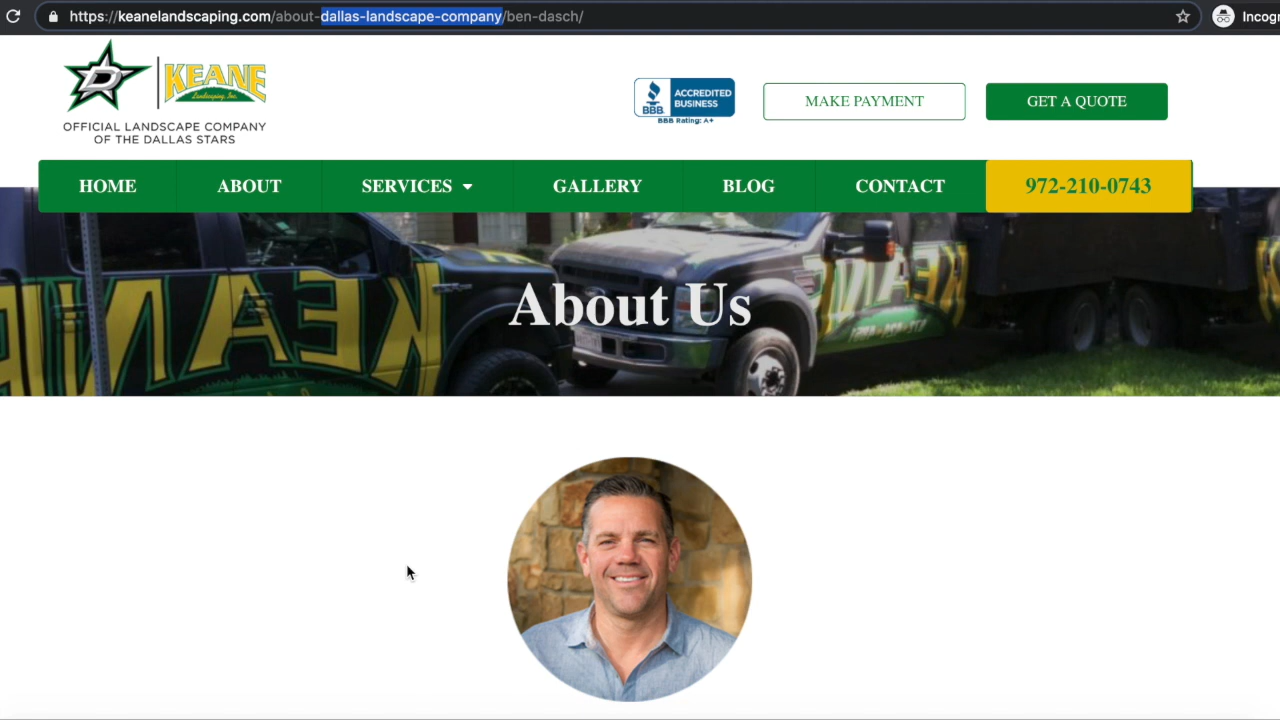 https://keanelandscaping.com/about-dallas-landscape-company/ben-dasch/
Incogn
D
KEANE
Landscaping, Inc.
OFFICIAL LANDSCAPE COMPANY
OF THE DALLAS STARS
BBB
ACCREDITED
BUSINESS
BBB Rating: A+
MAKE PAYMENT
GET A QUOTE
HOME
ABOUT
SERVICES
GALLERY
BLOG
CONTACT
972-210-0743
KEANE
KEAN
About Us